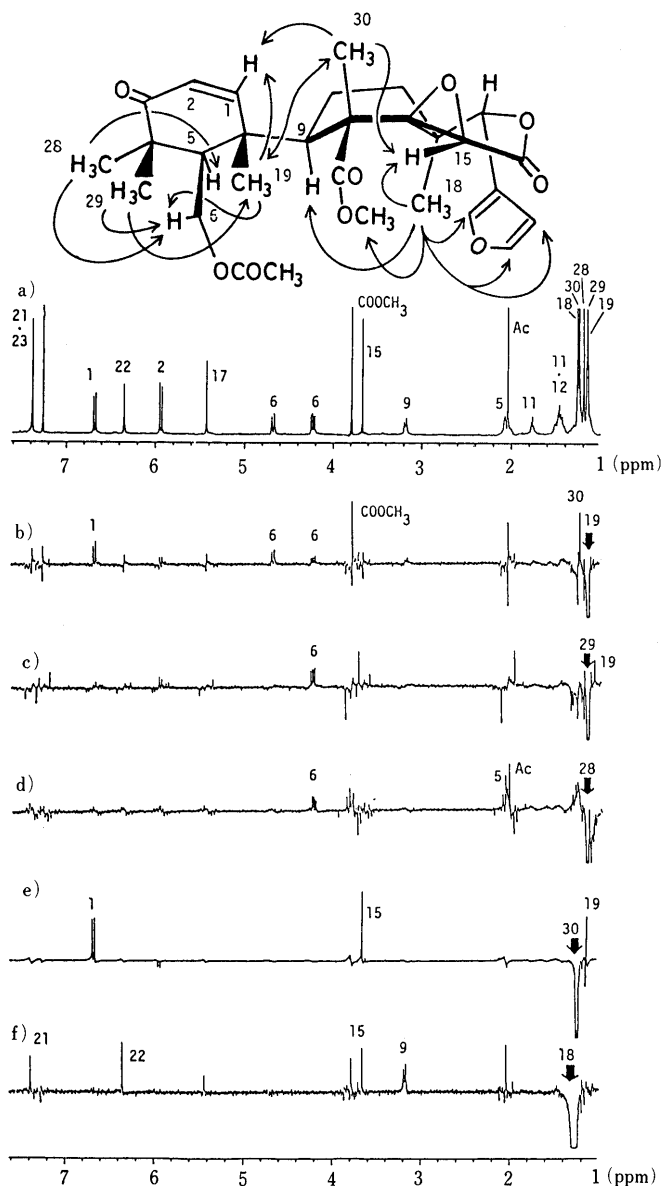 30
CH₃
O
H
O
H
O
2
1
9
5
H
15
O
28
H₃C
H
CH₃
19
H
CO
CH₃
18
H₃C
29
6
H
OCH₃
O
OCOCH₃
a)
21
·
23
1
22
2
17
6
6
COOCH₃
15
9
Ac
5
11
11
·
12
28
30
29
18
19
7
6
5
4
3
2
1 (ppm)
b)
1
6
6
COOCH₃
30
19
c)
6
29
19
d)
6
5
Ac
28
e)
1
15
30
19
f)
21
22
15
9
18
7
6
5
4
3
2
1 (ppm)